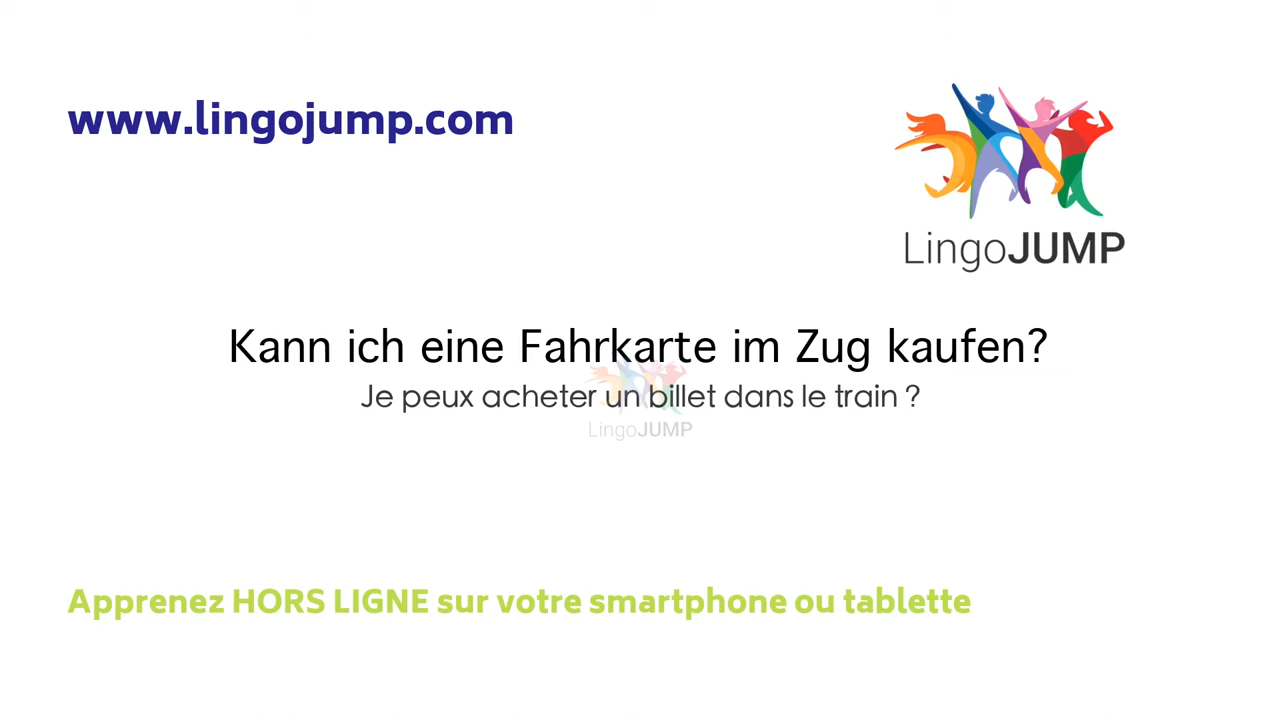 www.lingojump.com
LingoJUMP
Kann ich eine Fahrkarte im Zug kaufen?
Je peux acheter un billet dans le train ?
LingoJUMP
Apprenez HORS LIGNE sur votre smartphone ou tablette